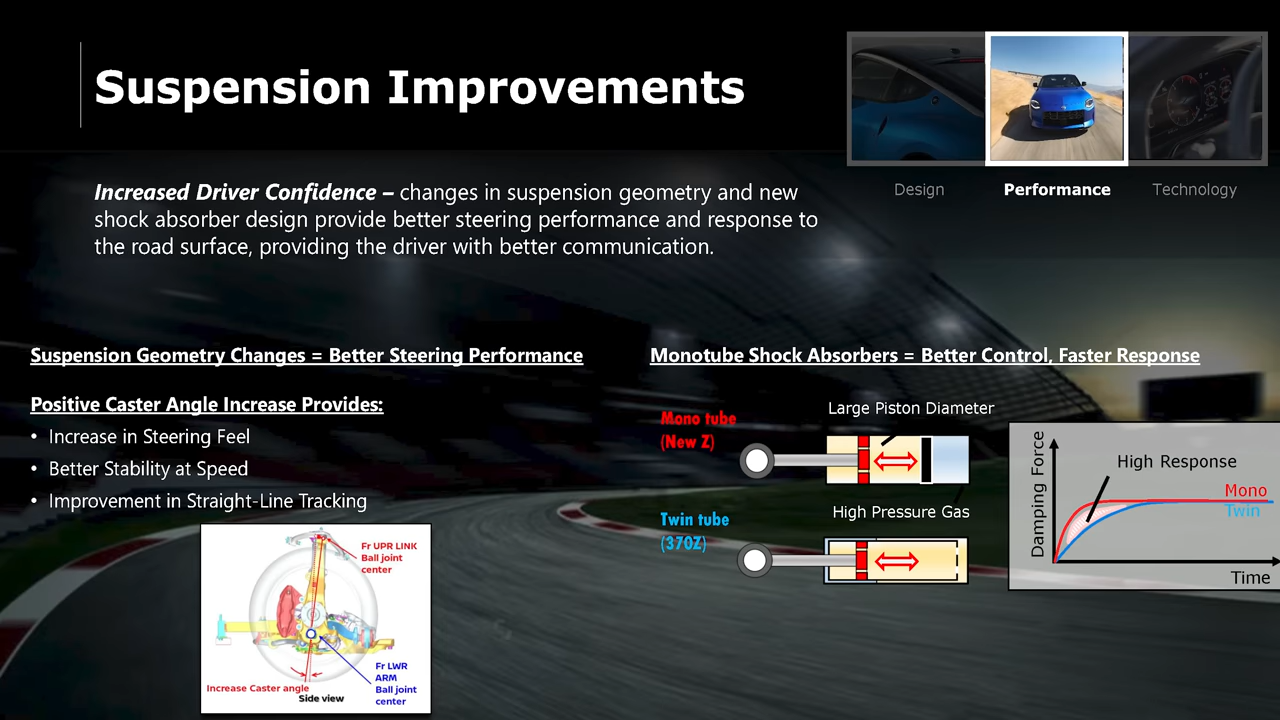 Suspension Improvements
Design
Performance
Technology
Increased Driver Confidence – changes in suspension geometry and new
shock absorber design provide better steering performance and response to
the road surface, providing the driver with better communication.
Suspension Geometry Changes = Better Steering Performance
Positive Caster Angle Increase Provides:
• Increase in Steering Feel
• Better Stability at Speed
• Improvement in Straight-Line Tracking
Fr UPR LINK
Ball joint
center
Fr LWR
ARM
Ball joint
center
Increase Caster angle
Side view
Monotube Shock Absorbers = Better Control, Faster Response
Mono tube
(New Z)
Large Piston Diameter
High Pressure Gas
Twin tube
(370Z)
Damping Force
High Response
Mono
Twin
Time